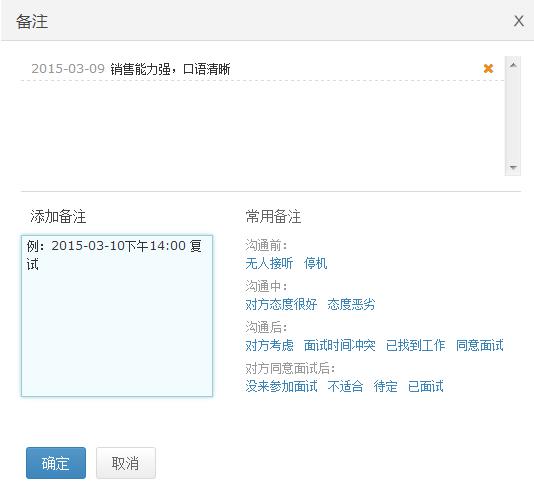 备注
X
2015-03-09 销售能力强，口语清晰
添加备注
例：2015-03-10下午14:00 复
试
常用备注
沟通前：
无人接听 停机
沟通中：
对方态度很好 态度恶劣
沟通后：
对方考虑 面试时间冲突 已找到工作 同意面试
对方同意面试后：
没来参加面试 不适合 待定 已面试
确定 取消